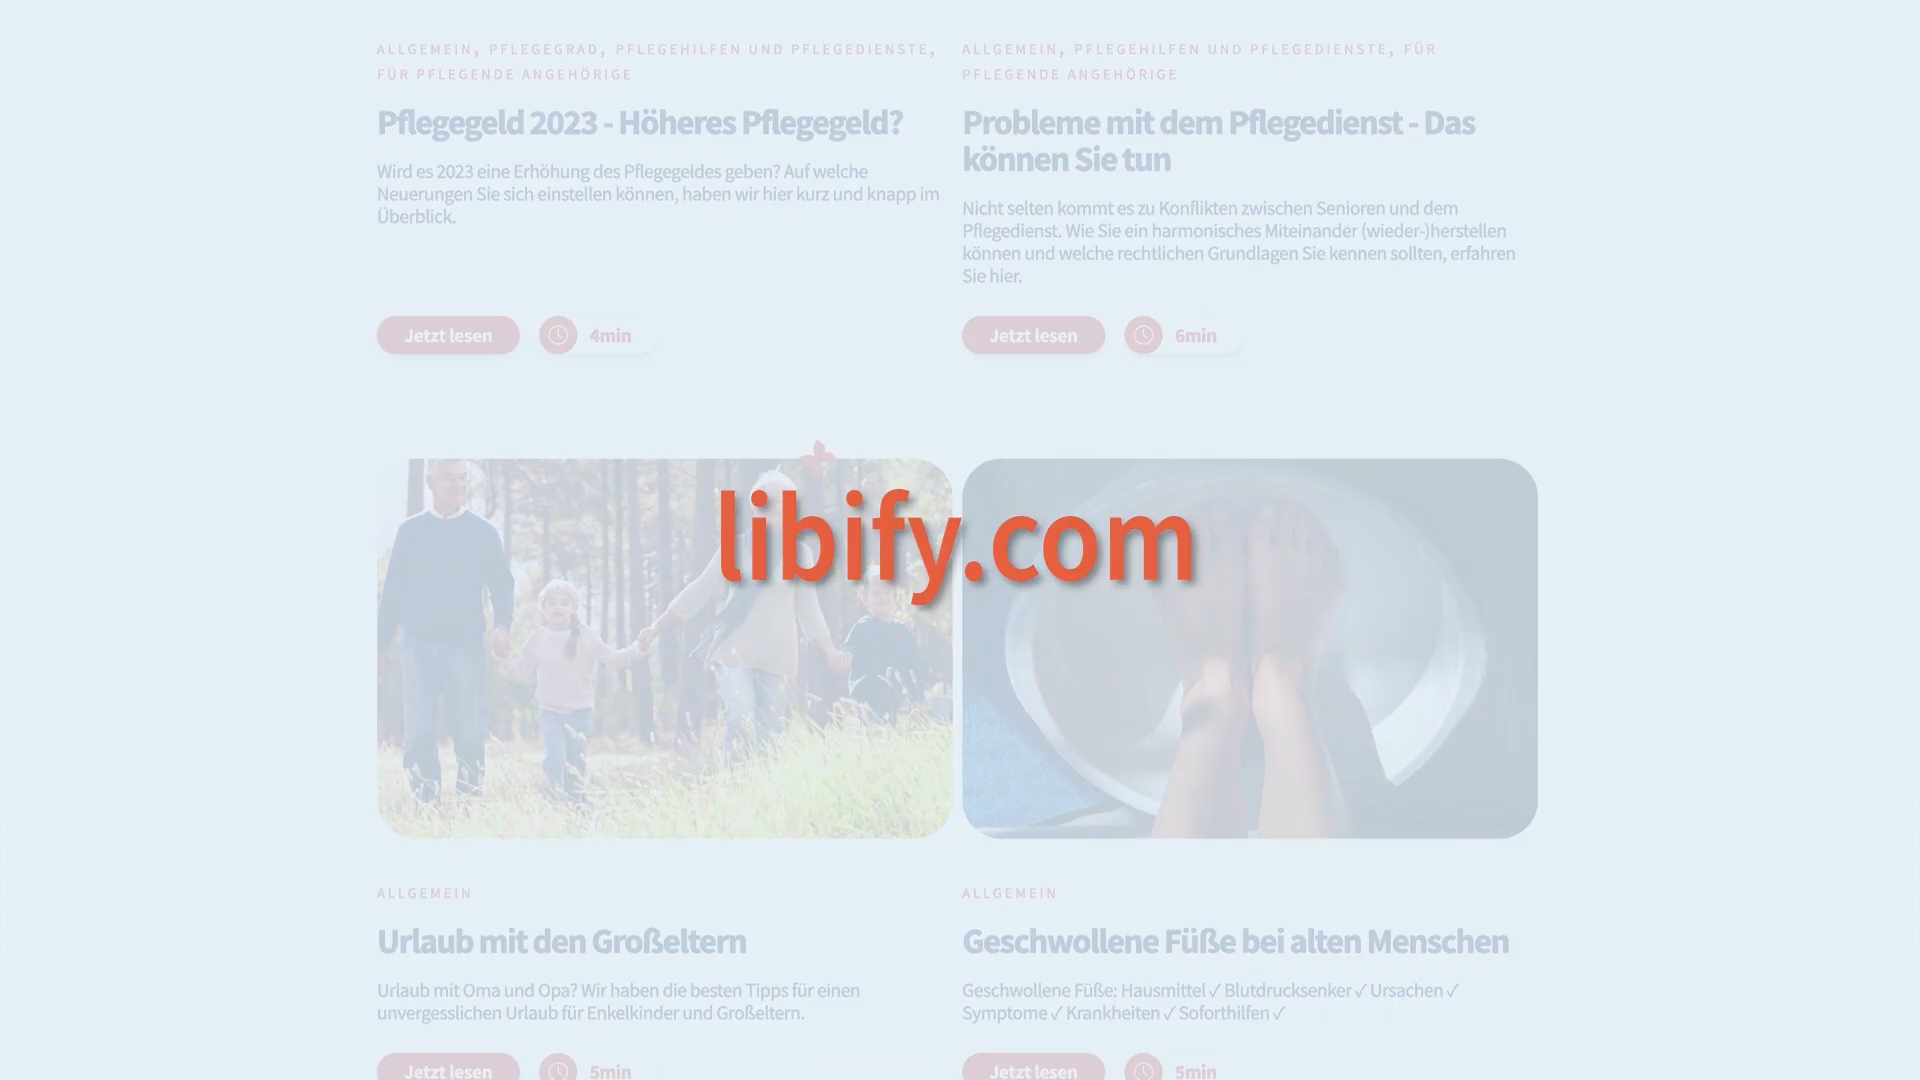 ALLGEMEIN, PFLEGEGRAD, PFLEGEHILFEN UND PFLEGEDIENSTE,
FÜR PFLEGENDE ANGEHÖRIGE
Pflegegeld 2023 - Höheres Pflegegeld?
Wird es 2023 eine Erhöhung des Pflegegeldes geben? Auf welche
Neuerungen Sie sich einstellen können, haben wir hier kurz und knapp im
Überblick.
Jetzt lesen
4min
ALLGEMEIN, PFLEGEHILFEN UND PFLEGEDIENSTE, FÜR
PFLEGENDE ANGEHÖRIGE
Probleme mit dem Pflegedienst - Das
können Sie tun
Nicht selten kommt es zu Konflikten zwischen Senioren und dem
Pflegedienst. Wie Sie ein harmonisches Miteinander (wieder-)herstellen
können und welche rechtlichen Grundlagen Sie kennen sollten, erfahren
Sie hier.
Jetzt lesen
6min
libify.com
ALLGEMEIN
Urlaub mit den Großeltern
Urlaub mit Oma und Opa? Wir haben die besten Tipps für einen
unvergesslichen Urlaub für Enkelkinder und Großeltern.
Jetzt lesen
5min
ALLGEMEIN
Geschwollene Füße bei alten Menschen
Geschwollene Füße: Hausmittel ✓ Blutdrucksenker ✓ Ursachen ✓
Symptome ✓ Krankheiten ✓ Soforthilfen ✓
Jetzt lesen
5min